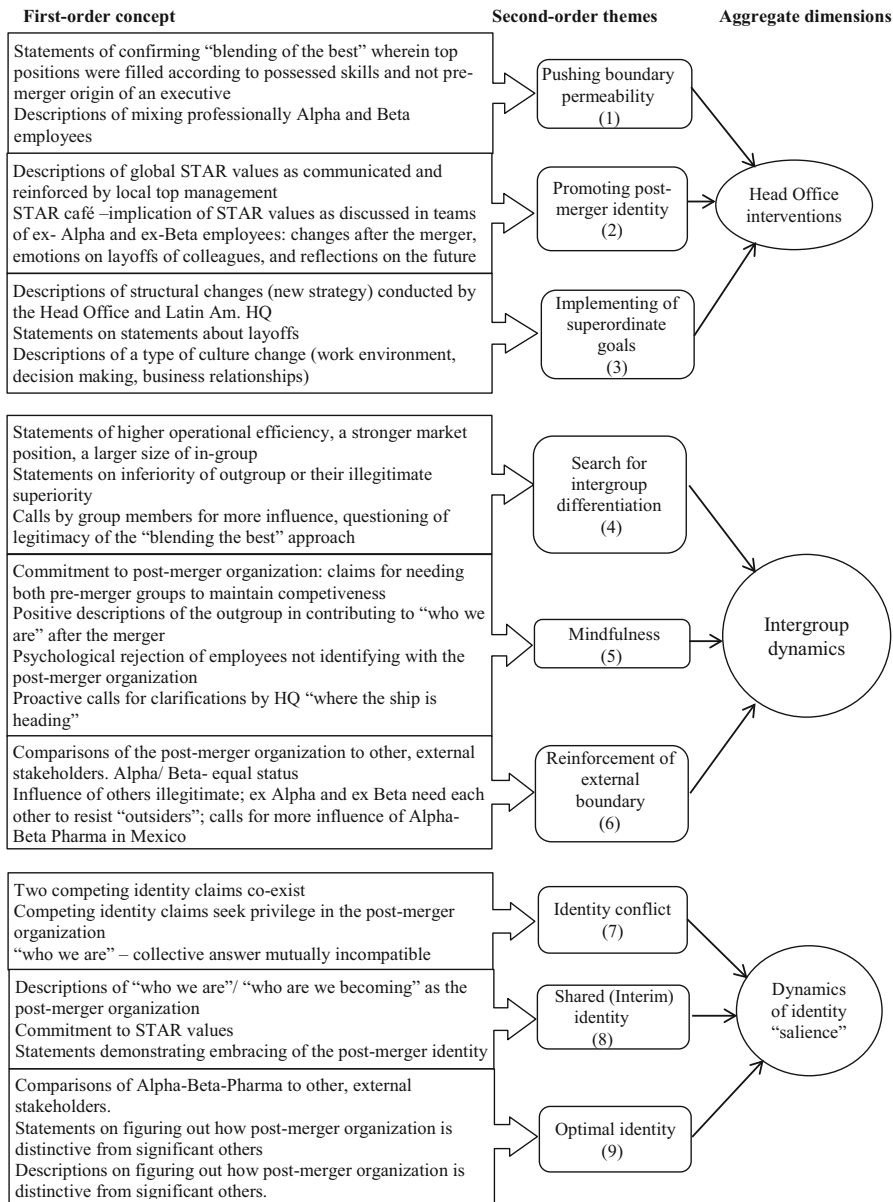 First-order concept
Second-order themes
Aggregate dimensions
Statements of confirming “blending of the best” wherein top
positions were filled according to possessed skills and not pre-
merger origin of an executive
Descriptions of mixing professionally Alpha and Beta
employees
Pushing boundary
permeability
(1)
Descriptions of global STAR values as communicated and
reinforced by local top management
STAR café –implication of STAR values as discussed in teams
of ex- Alpha and ex-Beta employees: changes after the merger,
emotions on layoffs of colleagues, and reflections on the future
Promoting post-
merger identity
(2)
Head Office
interventions
Descriptions of structural changes (new strategy) conducted by
the Head Office and Latin Am. HQ
Statements on statements about layoffs
Descriptions of a type of culture change (work environment,
decision making, business relationships)
Implementing of
superordinate
goals
(3)
Statements of higher operational efficiency, a stronger market
position, a larger size of in-group
Statements on inferiority of outgroup or their illegitimate
superiority
Calls by group members for more influence, questioning of
legitimacy of the “blending the best” approach
Search for
intergroup
differentiation
(4)
Commitment to post-merger organization: claims for needing
both pre-merger groups to maintain competiveness
Positive descriptions of the outgroup in contributing to “who we
are” after the merger
Psychological rejection of employees not identifying with the
post-merger organization
Proactive calls for clarifications by HQ “where the ship is
heading”
Mindfulness
(5)
Intergroup
dynamics
Comparisons of the post-merger organization to other, external
stakeholders. Alpha/ Beta- equal status
Influence of others illegitimate; ex Alpha and ex Beta need each
other to resist “outsiders”; calls for more influence of Alpha-
Beta Pharma in Mexico
Reinforcement of
external
boundary
(6)
Two competing identity claims co-exist
Competing identity claims seek privilege in the post-merger
organization
“who we are” – collective answer mutually incompatible
Identity conflict
(7)
Descriptions of “who we are”/ “who are we becoming” as the
post-merger organization
Commitment to STAR values
Statements demonstrating embracing of the post-merger identity
Shared (Interim)
identity
(8)
Dynamics
of identity
“salience”
Comparisons of Alpha-Beta-Pharma to other, external
stakeholders.
Statements on figuring out how post-merger organization is
distinctive from significant others
Descriptions on figuring out how post-merger organization is
distinctive from significant others.
Optimal identity
(9)